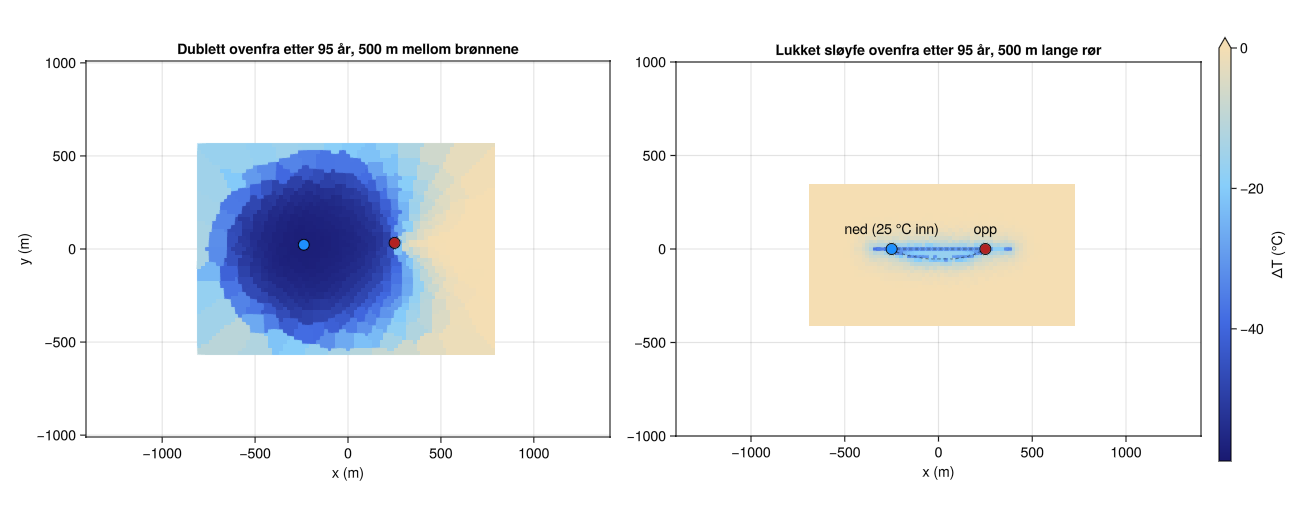 Dublett ovenfra etter 95 år, 500 m mellom brønnene
1000
500
0
−500
−1000
y (m)
−1000
−500
0
500
1000
x (m)
Lukket sløyfe ovenfra etter 95 år, 500 m lange rør
1000
500
0
−500
−1000
ned (25 °C inn)
opp
−1000
−500
0
500
1000
x (m)
0
−20
−40
ΔT (°C)